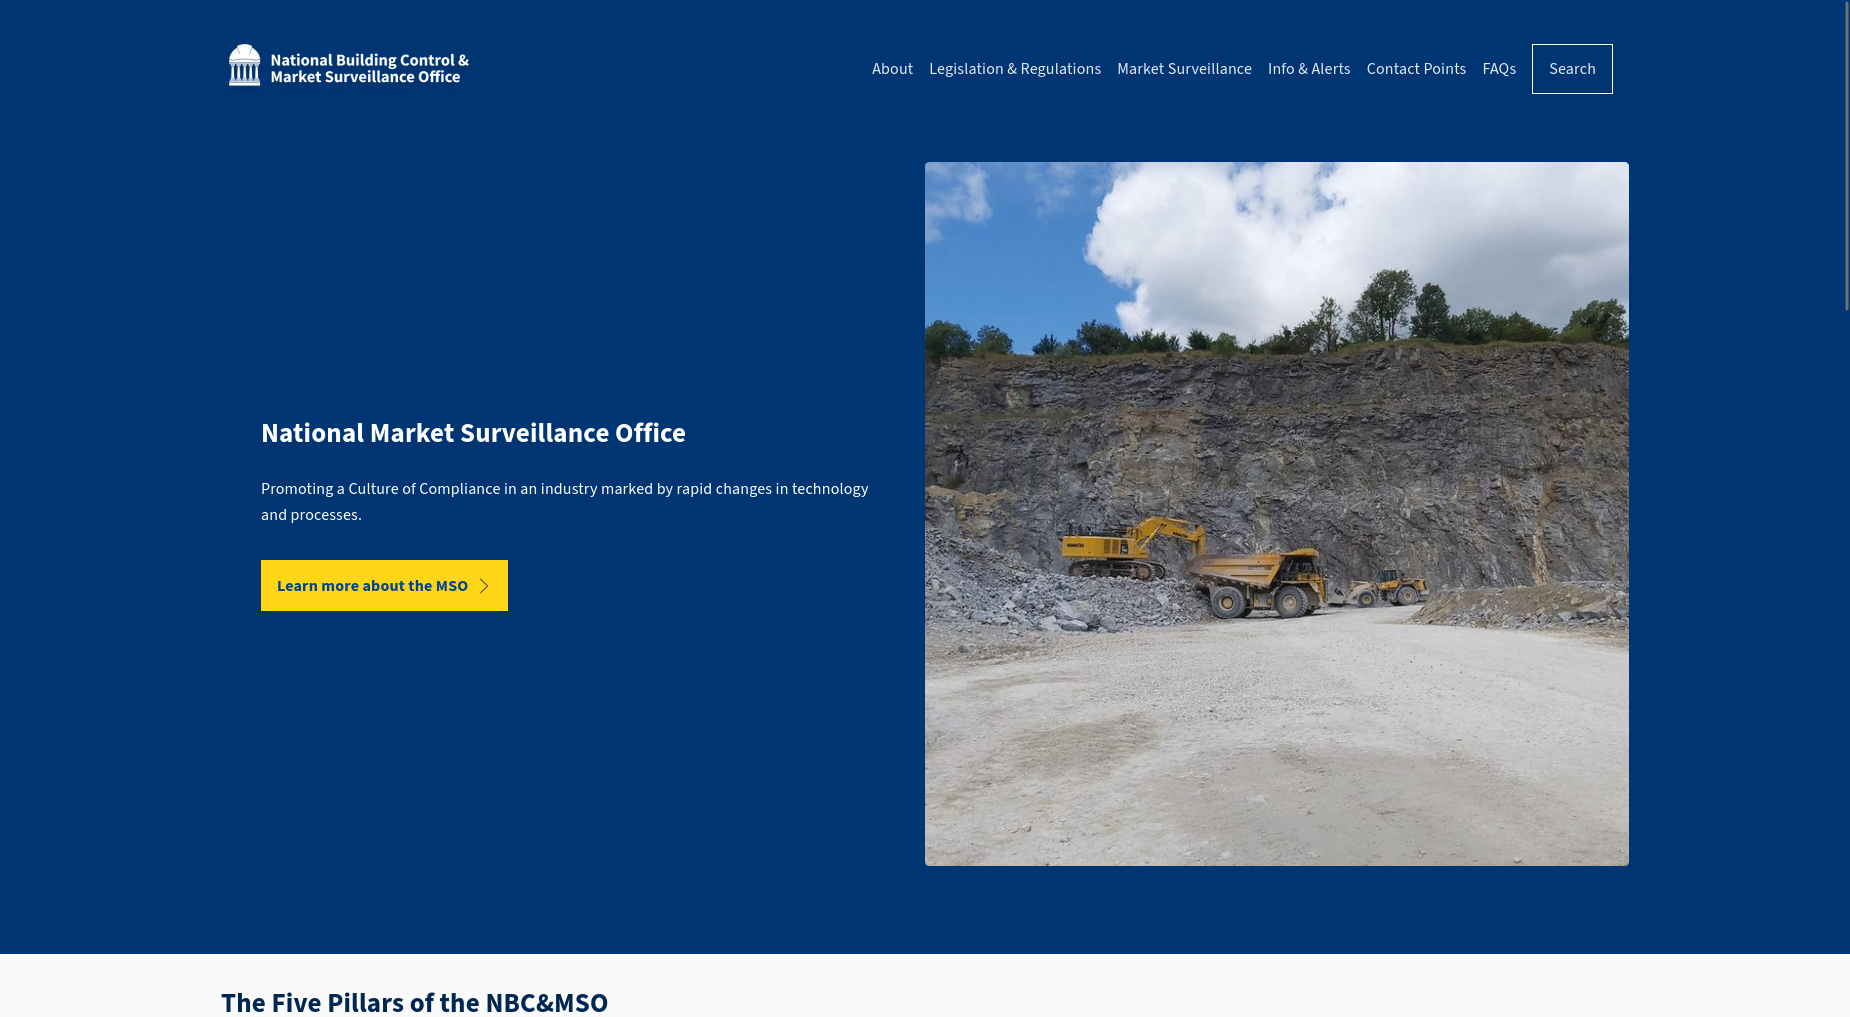 National Building Control &
Market Surveillance Office
About
Legislation & Regulations
Market Surveillance
Info & Alerts
Contact Points
FAQs
Search
National Market Surveillance Office
Promoting a Culture of Compliance in an industry marked by rapid changes in technology
and processes.
Learn more about the MSO
KOMATSU
The Five Pillars of the NBC&MSO